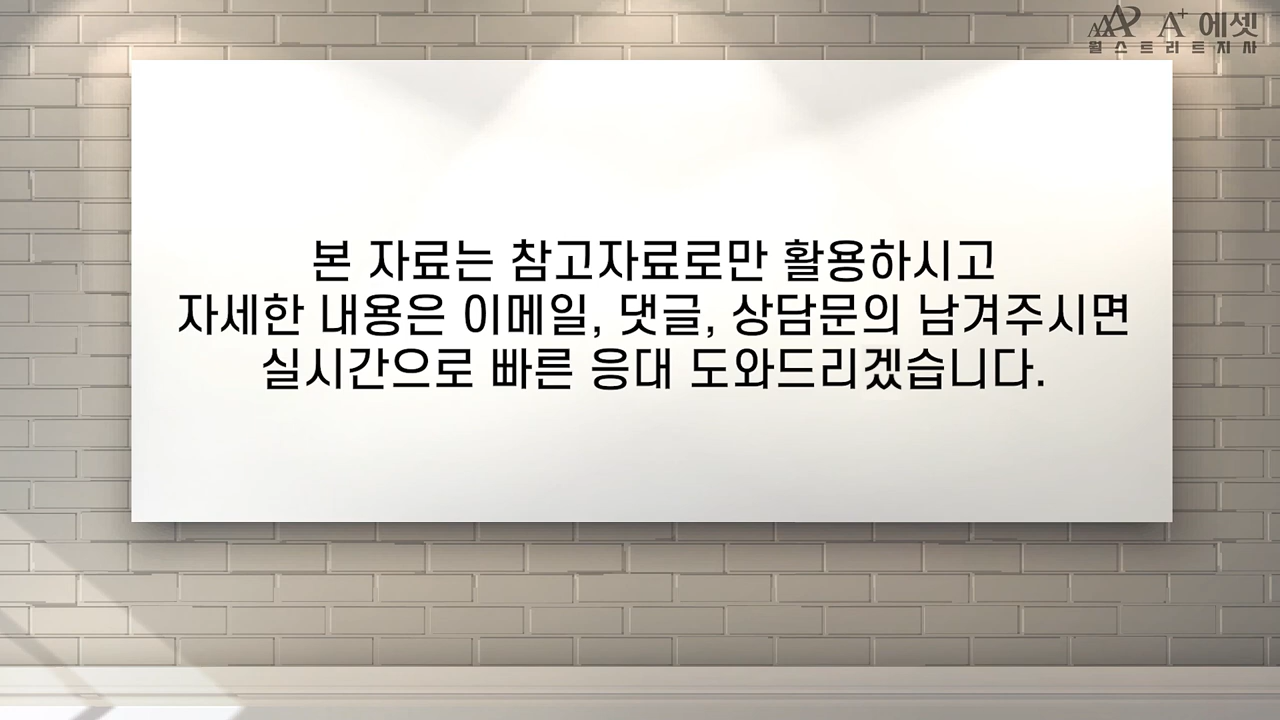 A⁺ 에셋
월스트리트지사
본 자료는 참고자료로만 활용하시고
자세한 내용은 이메일, 댓글, 상담문의 남겨주시면
실시간으로 빠른 응대 도와드리겠습니다.